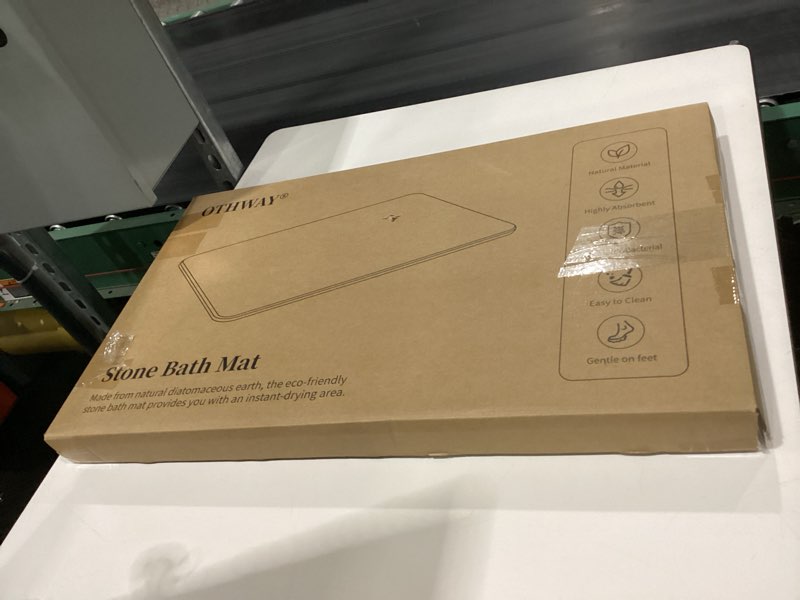 OTHWAY®
Natural Material
Highly Absorbent
bacterial
Easy to Clean
Gentle on feet
Stone Bath Mat
Made from natural diatomaceous earth, the eco-friendly
stone bath mat provides you with an instant-drying area.